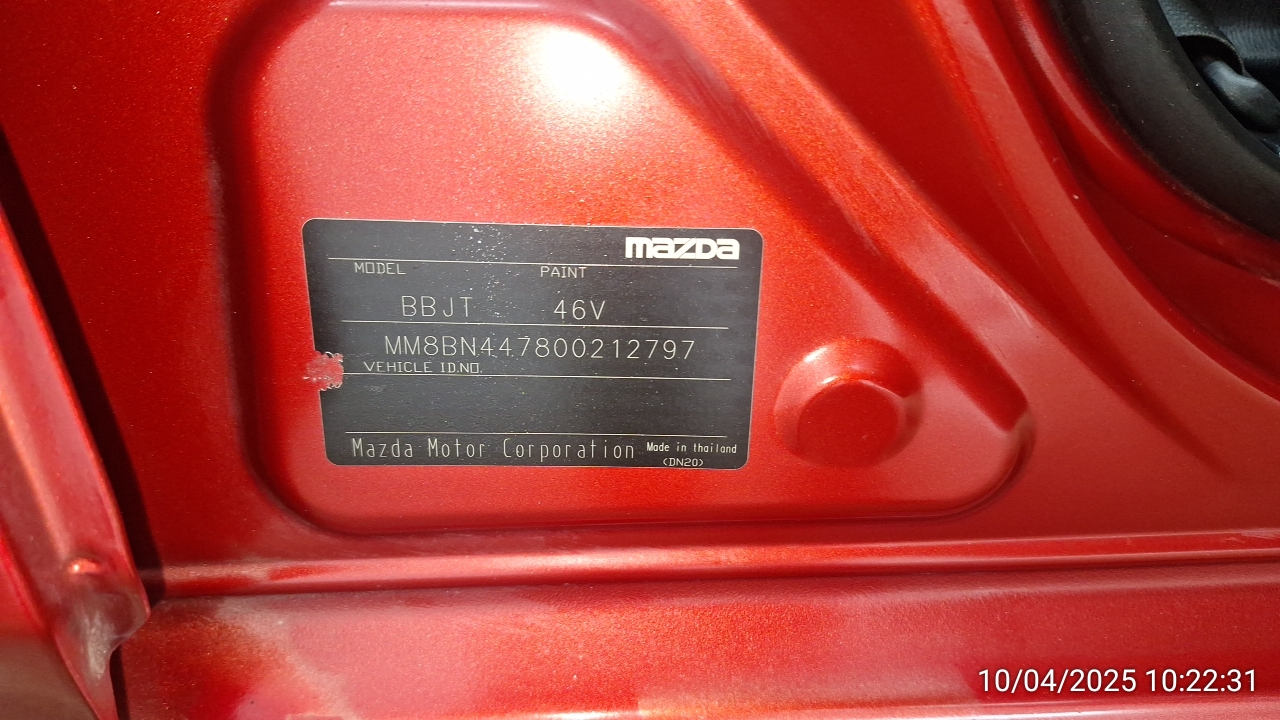 mazda
MODEL PAINT
BBJT 46V
MM8BN447800212797
VEHICLE ID.NO.
Mazda Motor Corporation Made in thailand
(DN20)
10/04/2025 10:22:31